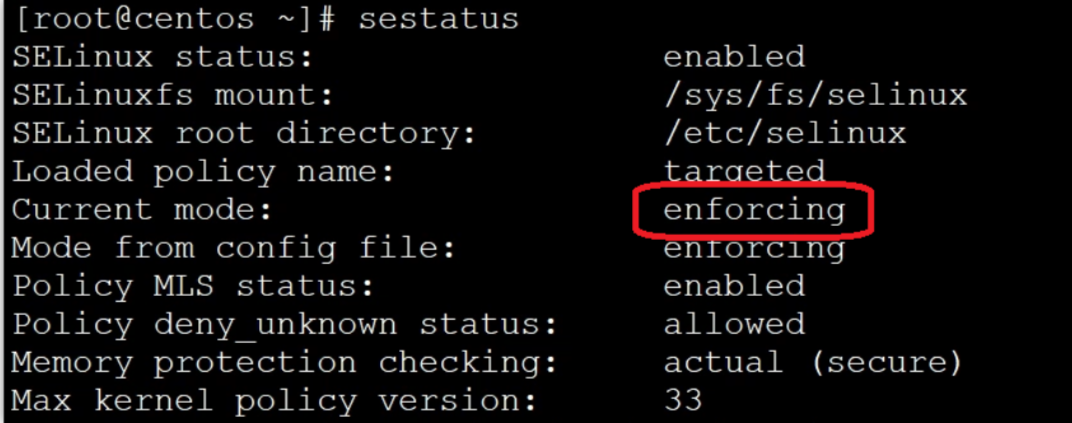 [root@centos ~]# sestatus
SELinux status: enabled
SELinuxfs mount: /sys/fs/selinux
SELinux root directory: /etc/selinux
Loaded policy name: targeted
Current mode: enforcing
Mode from config file: enforcing
Policy MLS status: enabled
Policy deny_unknown status: allowed
Memory protection checking: actual (secure)
Max kernel policy version: 33